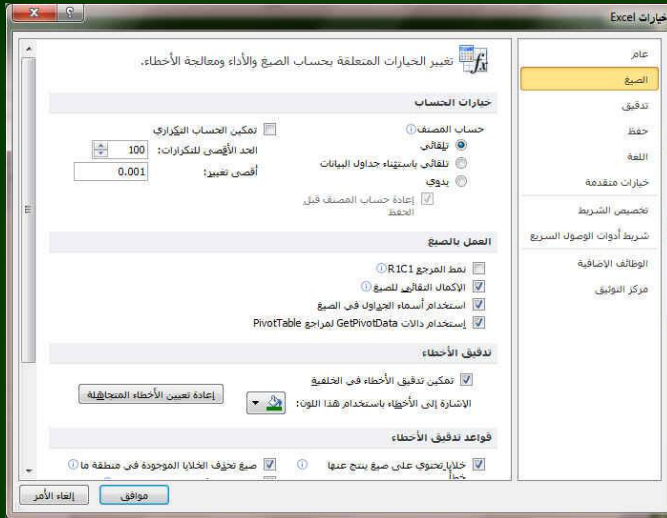 خيارات Excel
عام
الصيغ
تدقيق
حفظ
اللغة
خيارات متقدمة
تخصيص الشريط
شريط أدوات الوصول السريع
الوظائف الإضافية
مركز التوثيق
تغيير الخيارات المتعلقة بحساب الصيغ والأداء ومعالجة الأخطاء.
خيارات الحساب
حساب المصنف
تلقائي
تلقائي باستثناء جداول البيانات
يدوي
إعادة حساب المصنف قبل
الحفظ
تمكين الحساب التكراري
الحد الأقصى للتكرارات: 100
أقصى تغيير: 0.001
العمل بالصيغ
نمط المرجع R1C1
الإكمال التلقائي للصيغ
استخدام أسماء الجداول في الصيغ
إستخدام دالات GetPivotData لمراجع PivotTable
تدقيق الأخطاء
تمكين تدقيق الأخطاء في الخلفية
الإشارة إلى الأخطاء باستخدام هذا اللون:
إعادة تعيين الأخطاء المتجاهلة
قواعد تدقيق الأخطاء
خلايا تحتوي على صيغ ينتج عنها
خطأ
صيغ تحذف الخلايا الموجودة في منطقة ما
موافق
إلغاء الأمر